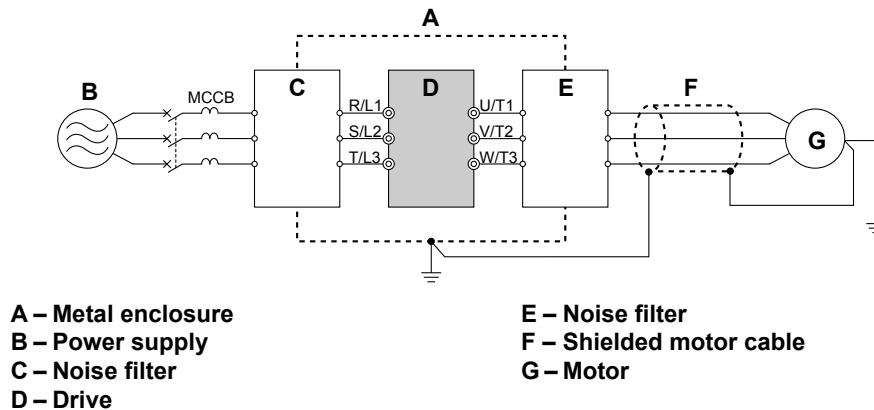 A
B
MCCB
C
R/L1
S/L2
T/L3
D
U/T1
V/T2
W/T3
E
F
G
A – Metal enclosure
B – Power supply
C – Noise filter
D – Drive
E – Noise filter
F – Shielded motor cable
G – Motor